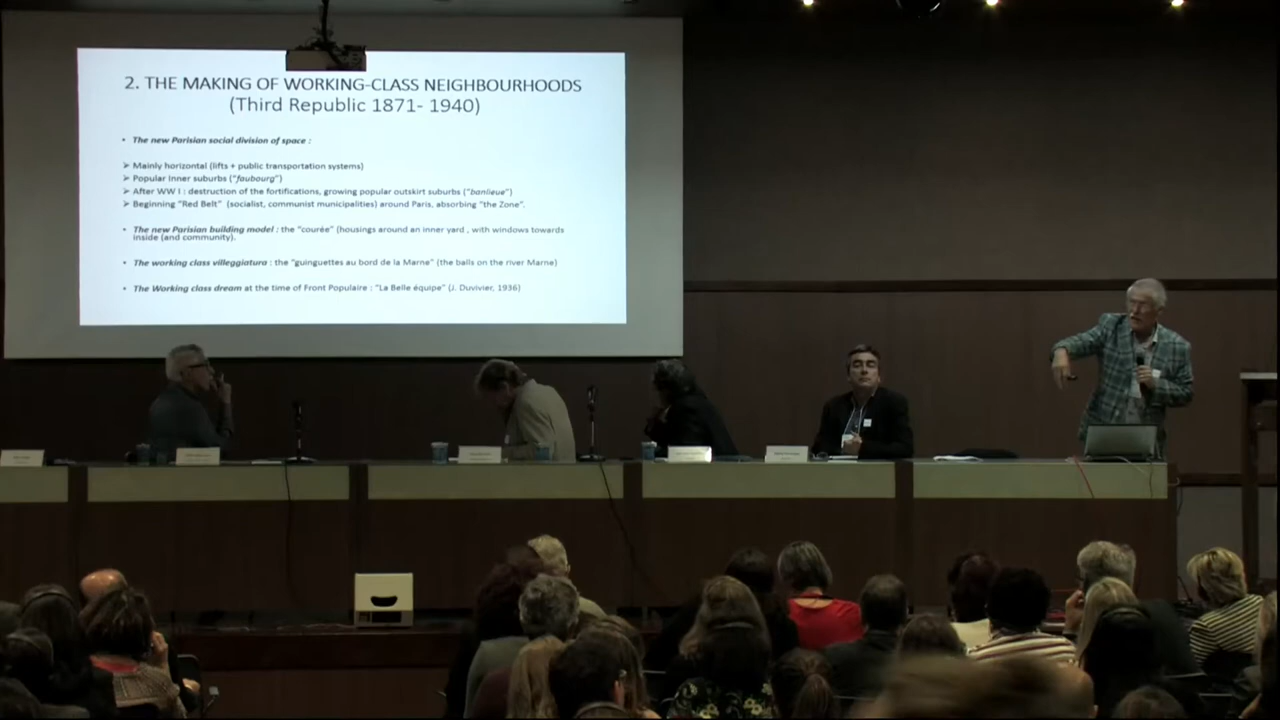 2. THE MAKING OF WORKING-CLASS NEIGHBOURHOODS
(Third Republic 1871- 1940)
• The new Parisian social division of space :
➢ Mainly horizontal (lifts + public transportation systems)
➢ Popular Inner suburbs (“faubourg”)
➢ After WW I : destruction of the fortifications, growing popular outskirt suburbs (“banlieue”)
➢ Beginning “Red Belt” (socialist, communist municipalities) around Paris, absorbing “the Zone”.
• The new Parisian building model : the “courée” (housings around an inner yard , with windows towards
inside (and community).
• The working class villeggiatura : the “guinguettes au bord de la Marne” (the balls on the river Marne)
• The Working class dream at the time of Front Populaire : “La Belle équipe” (J. Duvivier, 1936)